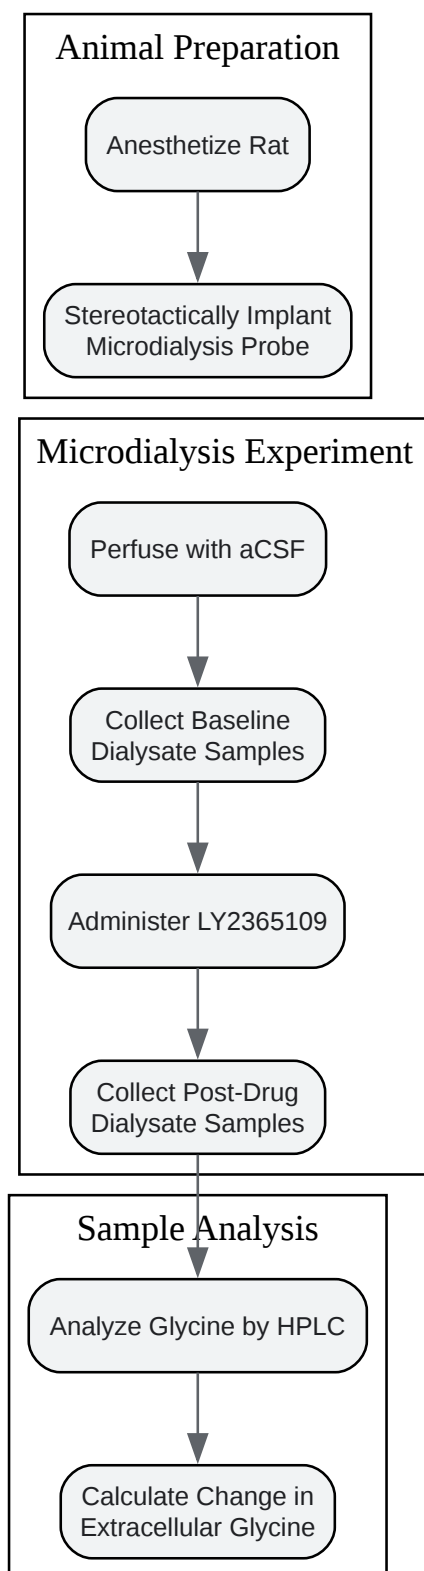 Animal Preparation
Anesthetize Rat
Stereotactically Implant
Microdialysis Probe
Microdialysis Experiment
Perfuse with aCSF
Collect Baseline
Dialysate Samples
Administer LY2365109
Collect Post-Drug
Dialysate Samples
Sample Analysis
Analyze Glycine by HPLC
Calculate Change in
Extracellular Glycine